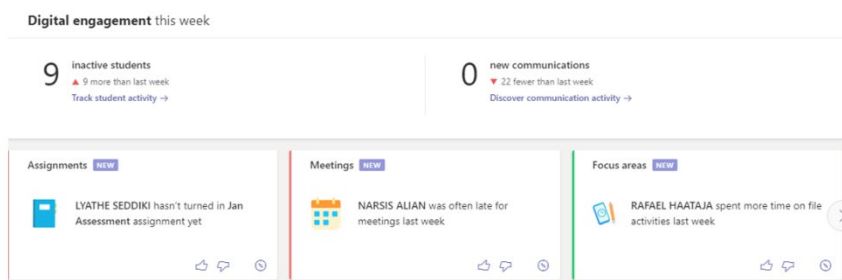 Digital engagement this week
9 inactive students
▲ 9 more than last week
Track student activity →
0 new communications
▼ 22 fewer than last week
Discover communication activity →
Assignments NEW
LYATHE SEDDIKI hasn't turned in Jan
Assessment assignment yet
Meetings NEW
NARSIS ALIAN was often late for
meetings last week
Focus areas NEW
RAFAEL HAATAJA spent more time on file
activities last week